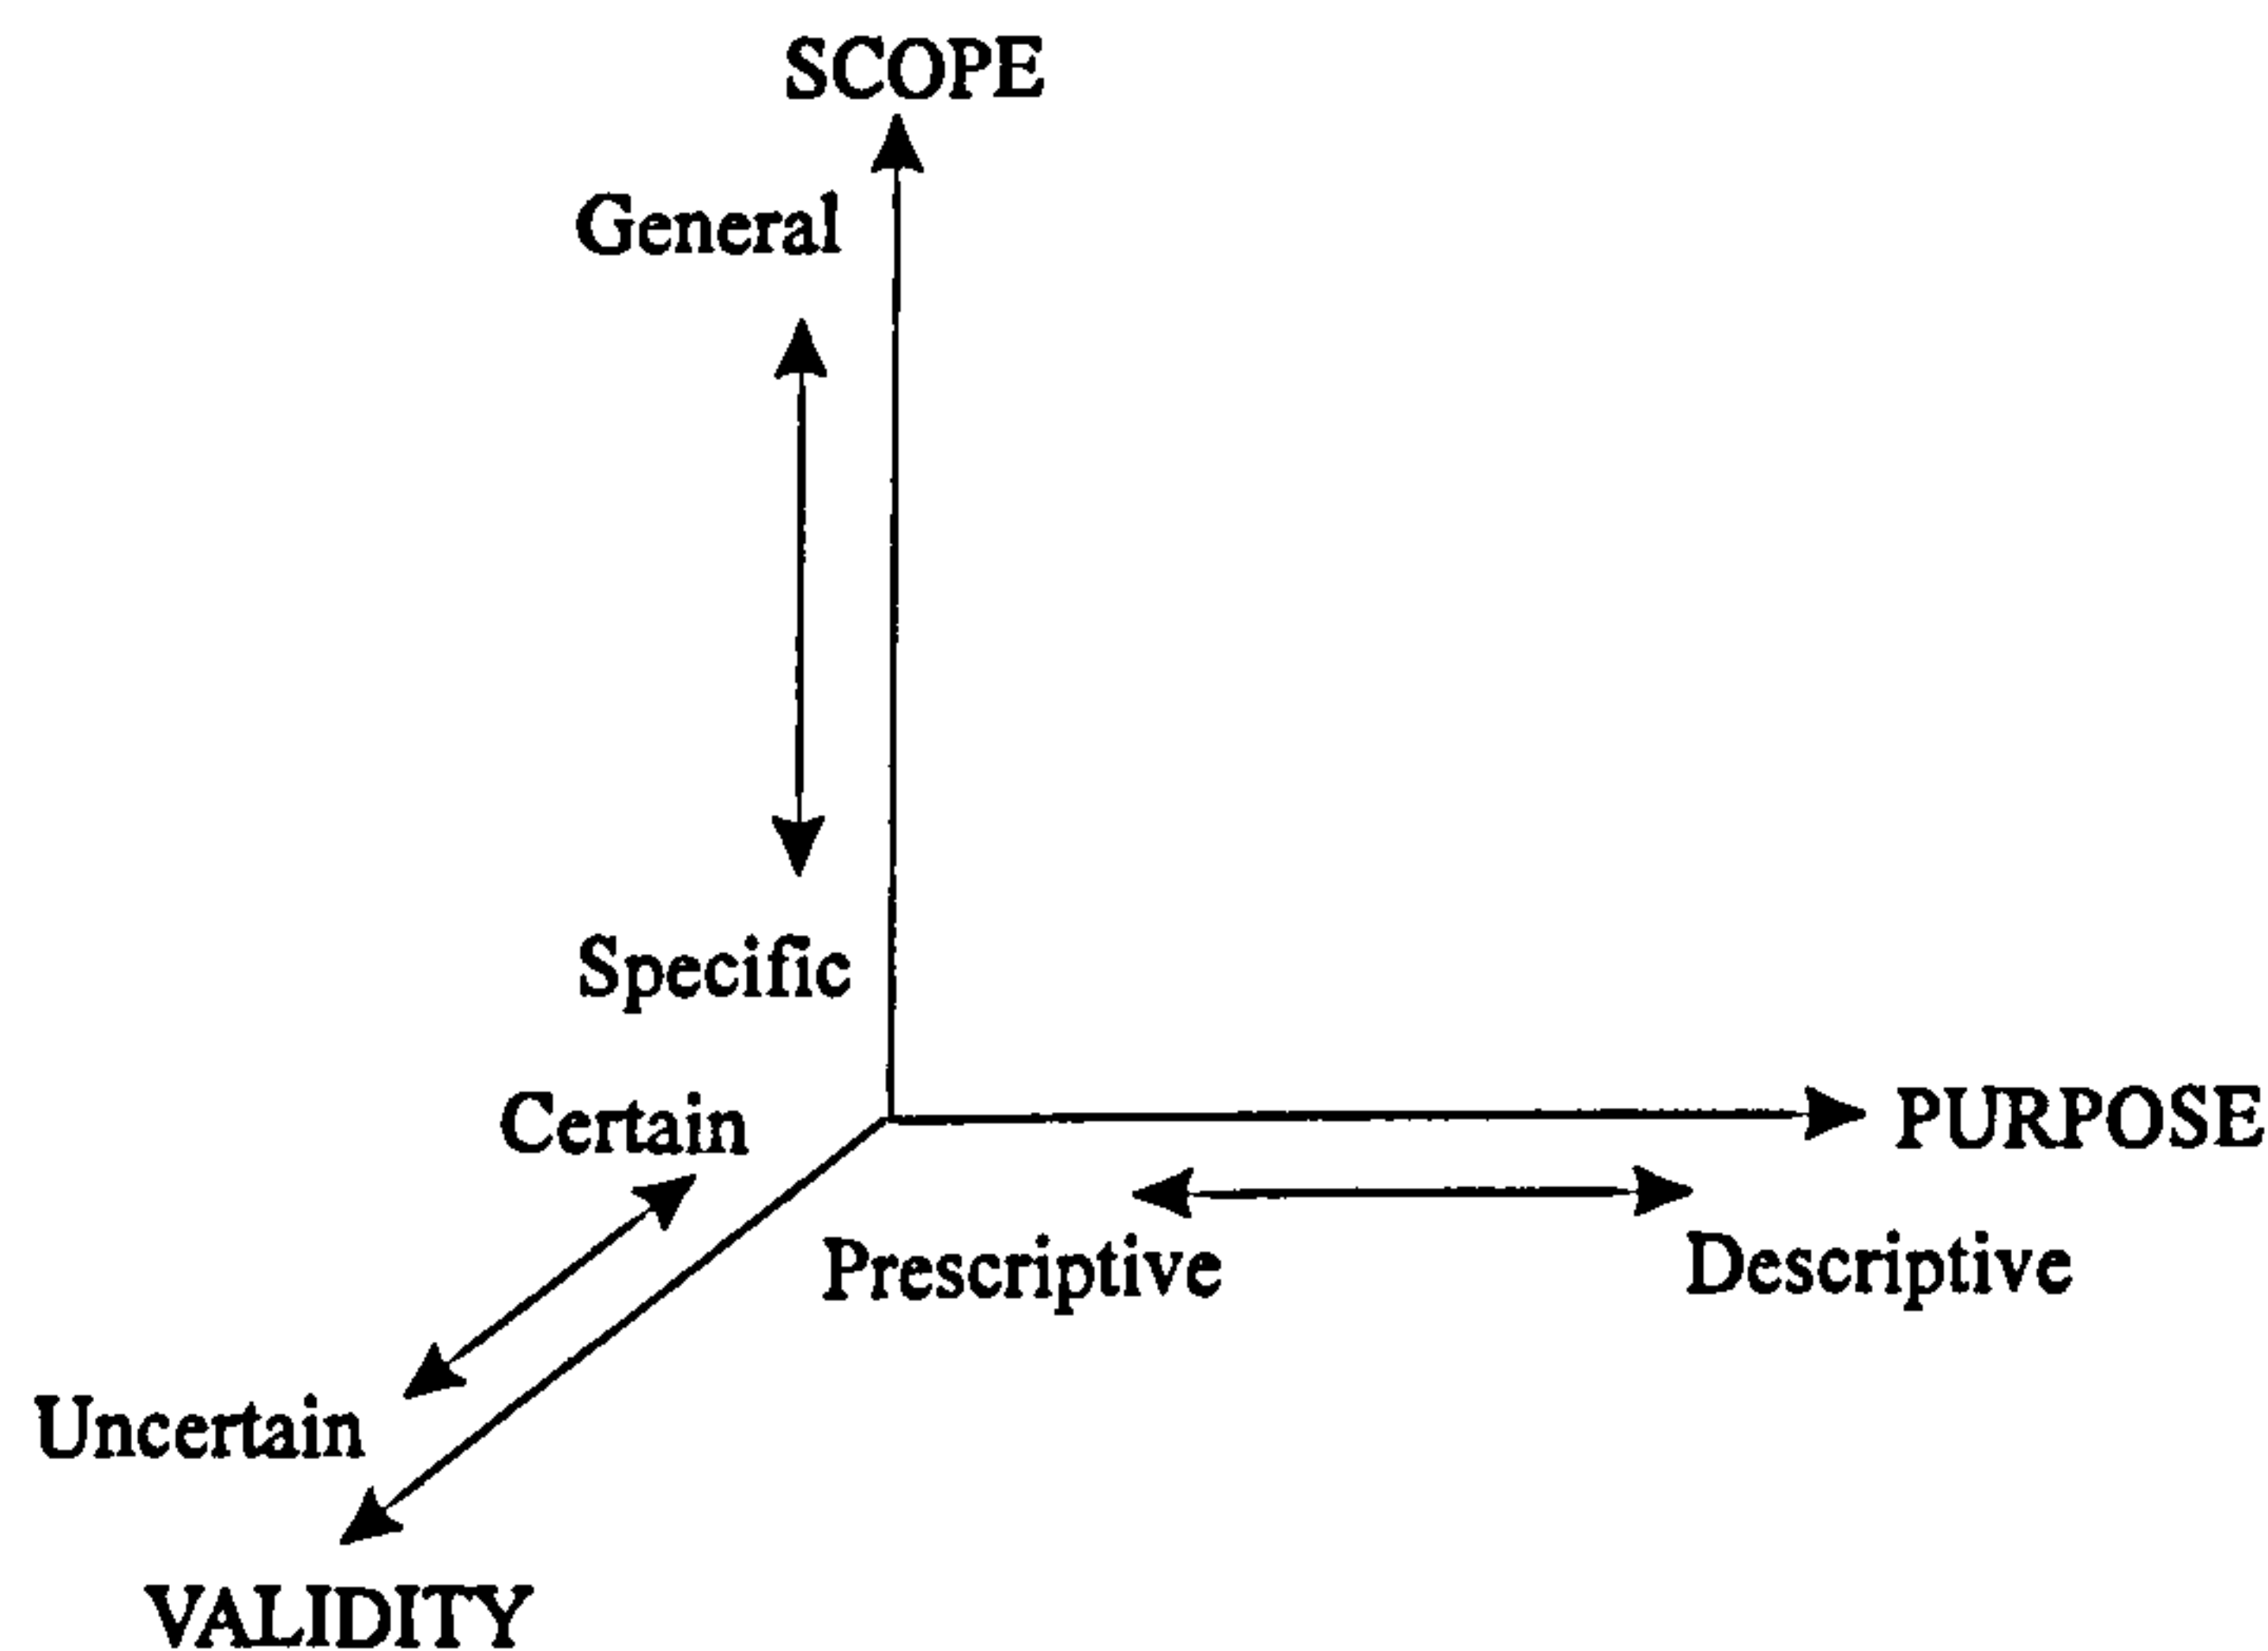 SCOPE
General
Specific
Certain
PURPOSE
Prescriptive
Descriptive
Uncertain
VALIDITY